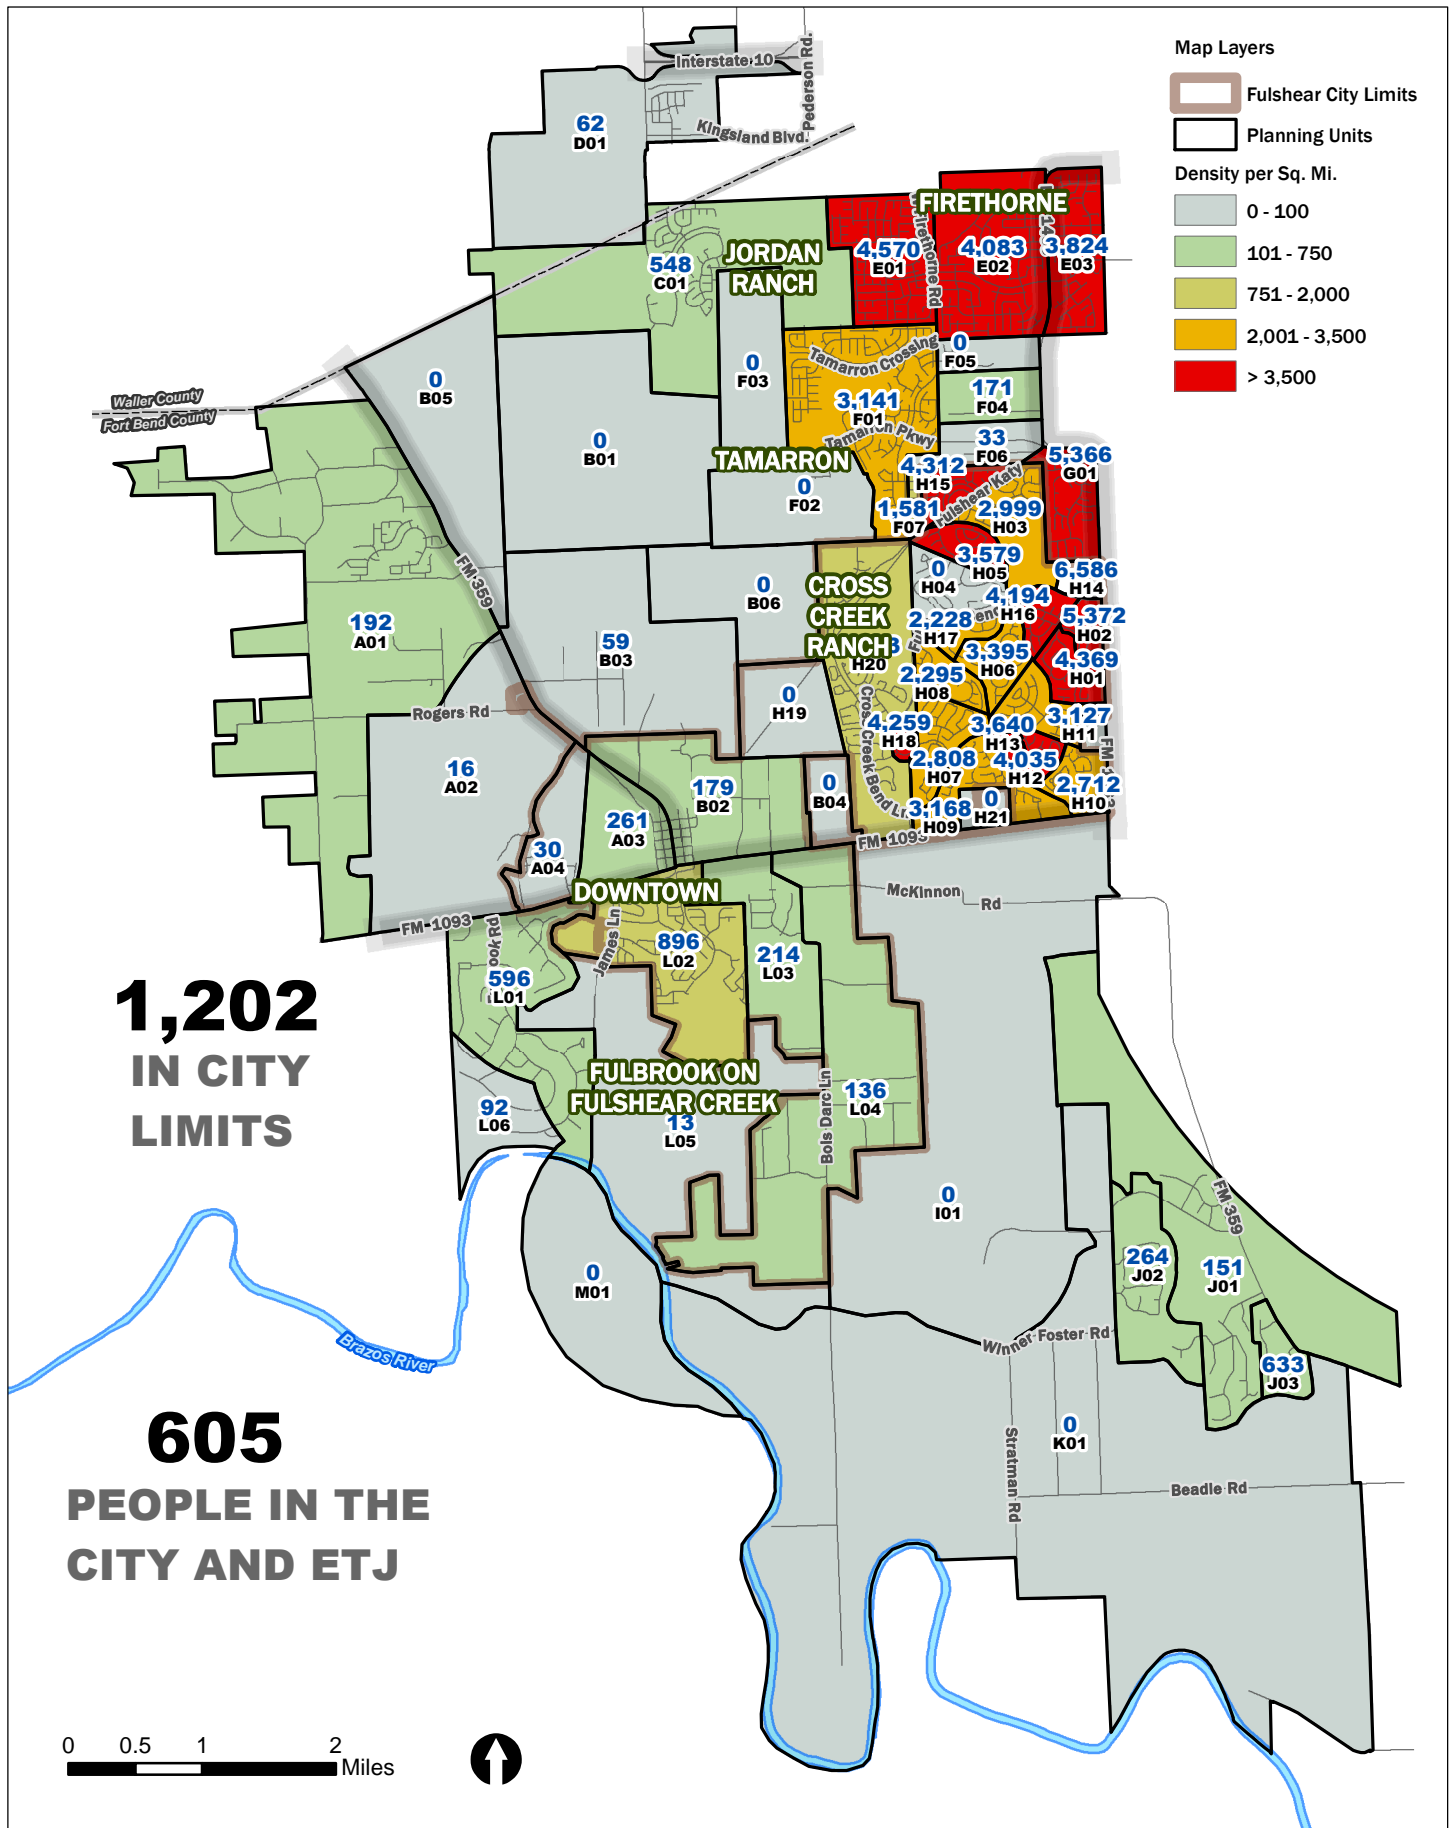 Map Layers
Fulshear City Limits
Planning Units
Density per Sq. Mi.
0 - 100
101 - 750
751 - 2,000
2,001 - 3,500
> 3,500
Interstate 10
Pederson Rd.
Kingsland Blvd.
62
D01
FIRETHORNE
Firethorne Rd
4,570
E01
4,083
E02
3,824
E03
JORDAN
RANCH
548
C01
0
F03
Tamarron Crossing
0
F05
171
F04
3,141
F01
Tamarron Pkwy
33
F06
Waller County
Fort Bend County
0
B05
0
B01
TAMARRON
0
F02
4,312
H15
5,366
G01
Fulshear Katy
1,581
F07
2,999
H03
3,579
H05
0
H04
6,586
H14
FM 359
0
B06
CROSS
CREEK
RANCH
H20
4,194
H16
5,372
H02
2,228
H17
3,395
H06
4,369
H01
192
A01
59
B03
2,295
H08
0
H19
Rogers Rd
Cross Creek Bend Ln
4,259
H18
3,640
H13
3,127
H11
16
A02
179
B02
0
B04
2,808
H07
4,035
H12
2,712
H10
3,168
H09
0
H21
261
A03
30
A04
FM 1093
McKinnon
Rd
DOWNTOWN
FM 1093
James Ln
896
L02
214
L03
596
L01
1,202
IN CITY
LIMITS
FULBROOK ON
FULSHEAR CREEK
13
L05
92
L06
136
L04
Bois Darc Ln
0
I01
FM 359
264
J02
151
J01
0
M01
Brazos River
Winner Foster Rd
633
J03
0
K01
Stratman Rd
Beadle Rd
605
PEOPLE IN THE
CITY AND ETJ
0 0.5 1 2
Miles